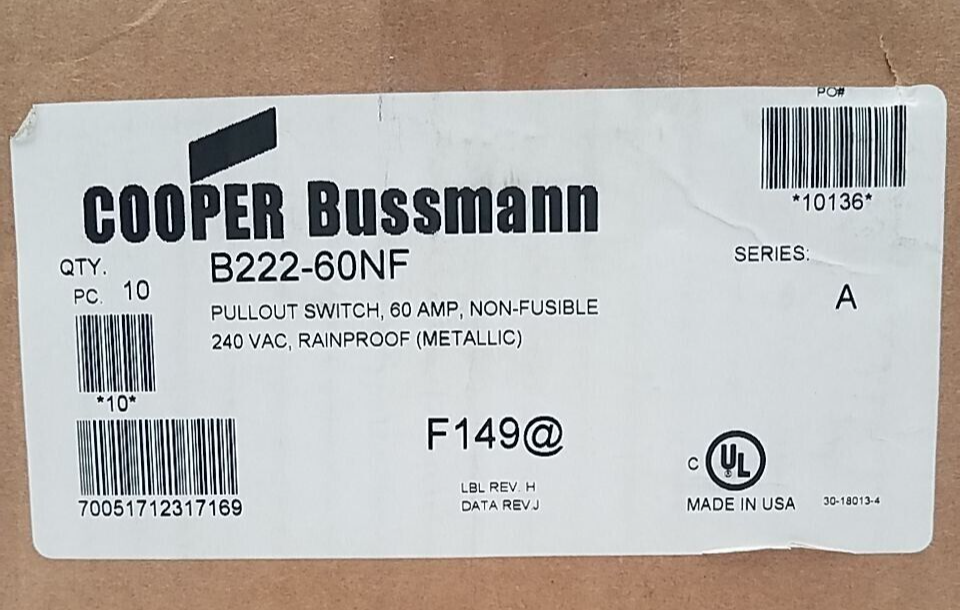 PO#
*10136*
COOPER Bussmann
QTY.
PC. 10
B222-60NF
SERIES:
A
PULLOUT SWITCH, 60 AMP, NON-FUSIBLE
240 VAC, RAINPROOF (METALLIC)
*10*
F149@
70051712317169
LBL REV. H
DATA REV.J
C UL
MADE IN USA
30-18013-4